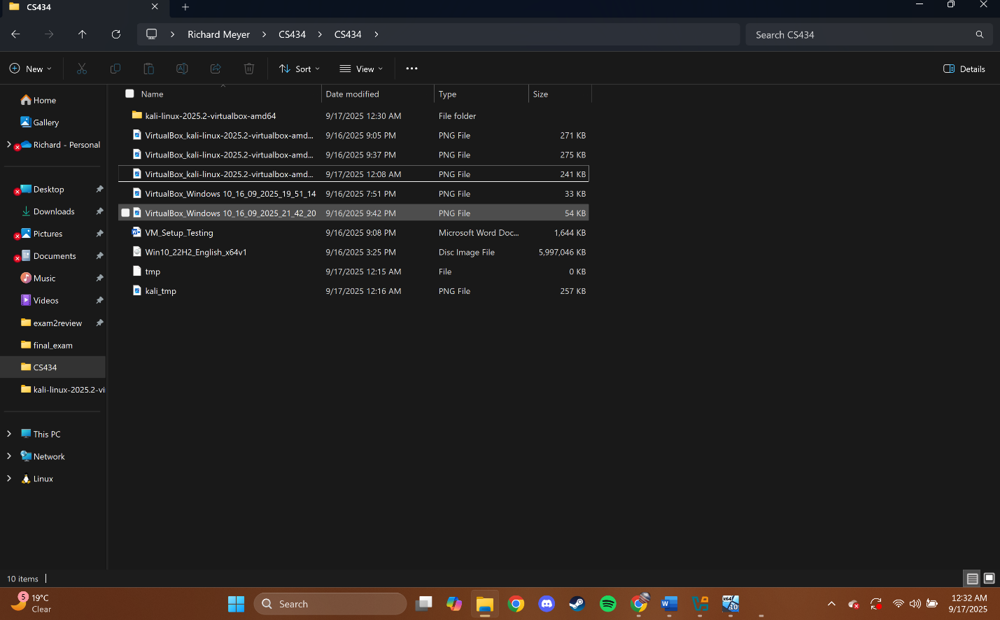 CS434
Richard Meyer > CS434 > CS434 >
Search CS434
New
Sort
View
Details
Name Date modified Type Size
kali-linux-2025.2-virtualbox-amd64 9/17/2025 12:30 AM File folder
VirtualBox_kali-linux-2025.2-virtualbox-amd... 9/16/2025 9:05 PM PNG File 271 KB
VirtualBox_kali-linux-2025.2-virtualbox-amd... 9/16/2025 9:37 PM PNG File 275 KB
VirtualBox_kali-linux-2025.2-virtualbox-amd... 9/17/2025 12:08 AM PNG File 241 KB
VirtualBox_Windows 10_16_09_2025_19_51_14 9/16/2025 7:51 PM PNG File 33 KB
VirtualBox_Windows 10_16_09_2025_21_42_20 9/16/2025 9:42 PM PNG File 54 KB
VM_Setup_Testing 9/16/2025 9:08 PM Microsoft Word Doc... 1,644 KB
Win10_22H2_English_x64v1 9/16/2025 3:25 PM Disc Image File 5,997,046 KB
tmp 9/17/2025 12:15 AM File 0 KB
kali_tmp 9/17/2025 12:16 AM PNG File 257 KB
Home
Gallery
Richard - Personal
Desktop
Downloads
Pictures
Documents
Music
Videos
exam2review
final_exam
CS434
kali-linux-2025.2-vi
This PC
Network
Linux
10 items
5
19°C
Clear
Search
x64
10
12:32 AM
9/17/2025